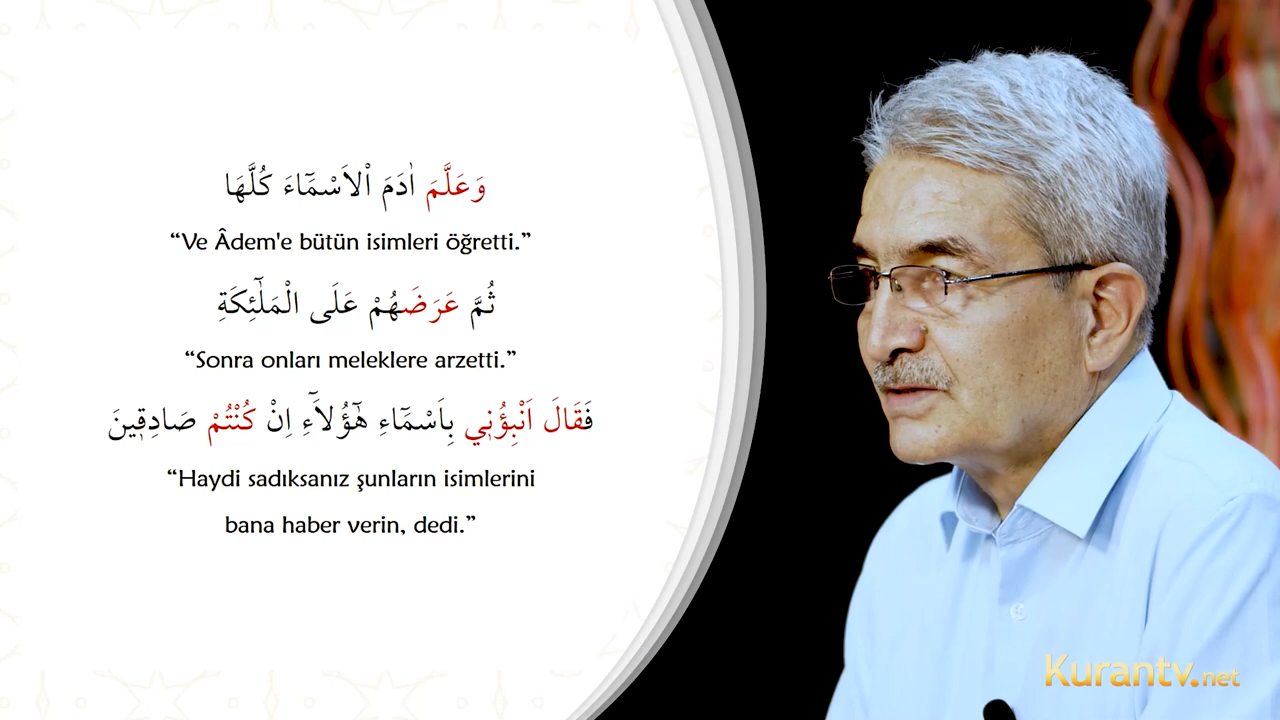 وَعَلَّمَ اٰدَمَ الْاَسْمَٓاءَ كُلَّهَا
“Ve Âdem'e bütün isimleri öğretti.”
ثُمَّ عَرَضَهُمْ عَلَى الْمَلٰٓئِكَةِ
“Sonra onları meleklere arzetti.”
فَقَالَ اَنْبِؤُ۫ن۪ي بِاَسْمَٓاءِ هٰٓؤُ۬لَٓاءِ اِنْ كُنْتُمْ صَادِق۪ينَ
“Haydi sadıksanız şunların isimlerini
bana haber verin, dedi.”
Kurantv.net